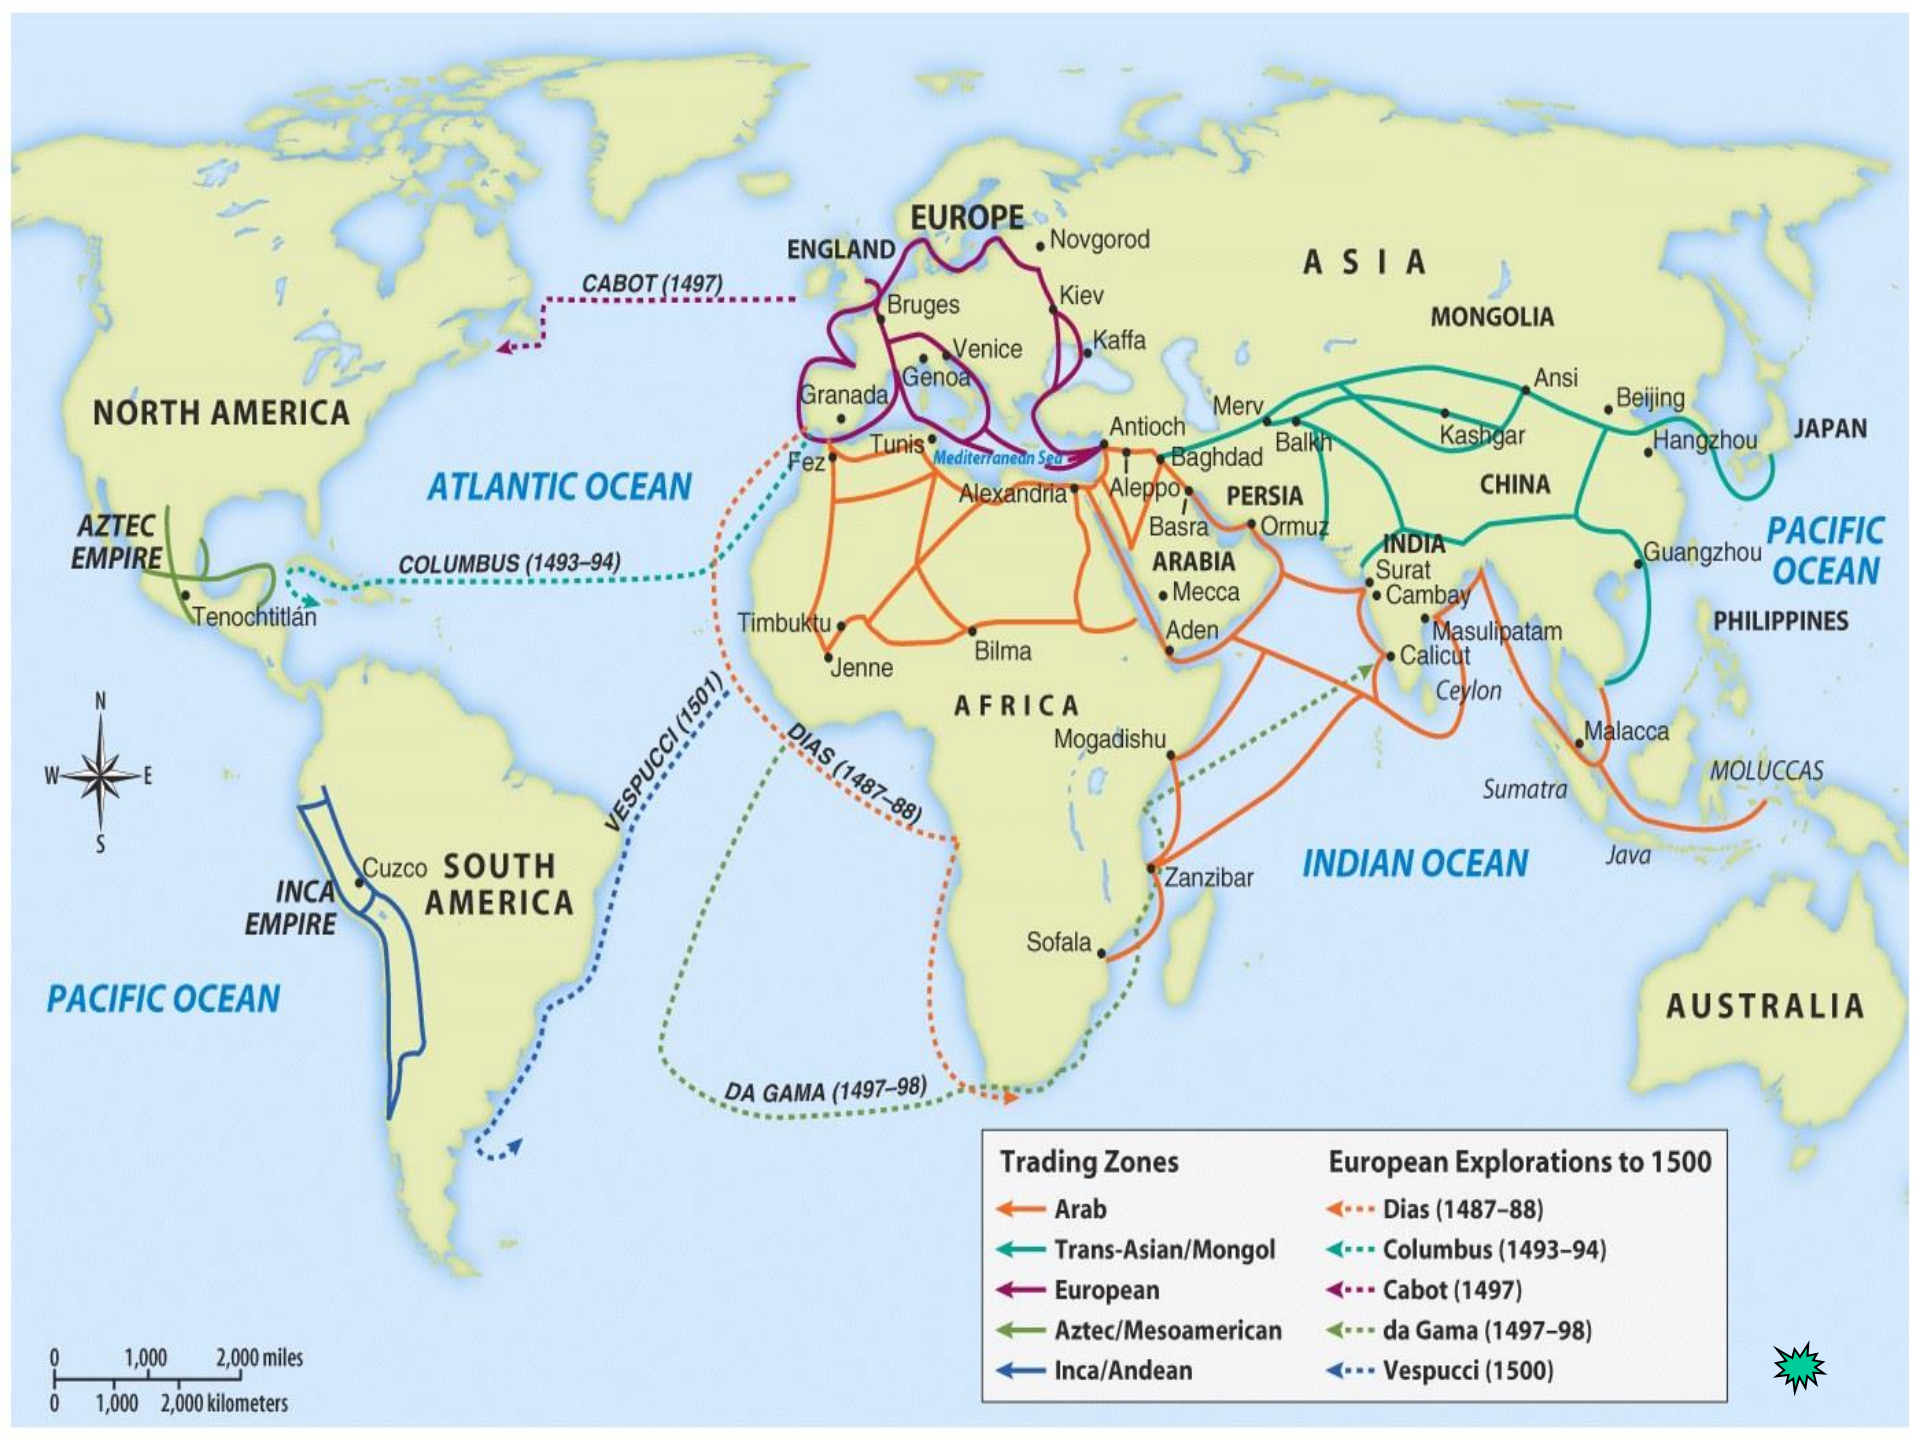 EUROPE
ENGLAND
Novgorod
ASIA
CABOT (1497)
Bruges
Kiev
MONGOLIA
Venice
Kaffa
Genoa
Granada
Ansi
Beijing
NORTH AMERICA
Merv
Antioch
JAPAN
Tunis
Balkh
Kashgar
Hangzhou
Fez
Mediterranean Sea
Baghdad
ATLANTIC OCEAN
Alexandria
Aleppo
PERSIA
CHINA
AZTEC
EMPIRE
Basra
Ormuz
PACIFIC
OCEAN
INDIA
COLUMBUS (1493–94)
ARABIA
Guangzhou
Surat
Mecca
Cambay
Tenochtitlán
Timbuktu
Aden
Masulipatam
PHILIPPINES
Bilma
Calicut
Jenne
Ceylon
N
W
E
S
VESPUCCI (1501)
AFRICA
DIAS (1487–88)
Mogadishu
Malacca
MOLUCCAS
Sumatra
Java
Cuzco
SOUTH
AMERICA
INCA
EMPIRE
INDIAN OCEAN
Zanzibar
Sofala
PACIFIC OCEAN
AUSTRALIA
DA GAMA (1497–98)
Trading Zones
Arab
Trans-Asian/Mongol
European
Aztec/Mesoamerican
Inca/Andean
European Explorations to 1500
Dias (1487–88)
Columbus (1493–94)
Cabot (1497)
da Gama (1497–98)
Vespucci (1500)
0 1,000 2,000 miles
0 1,000 2,000 kilometers